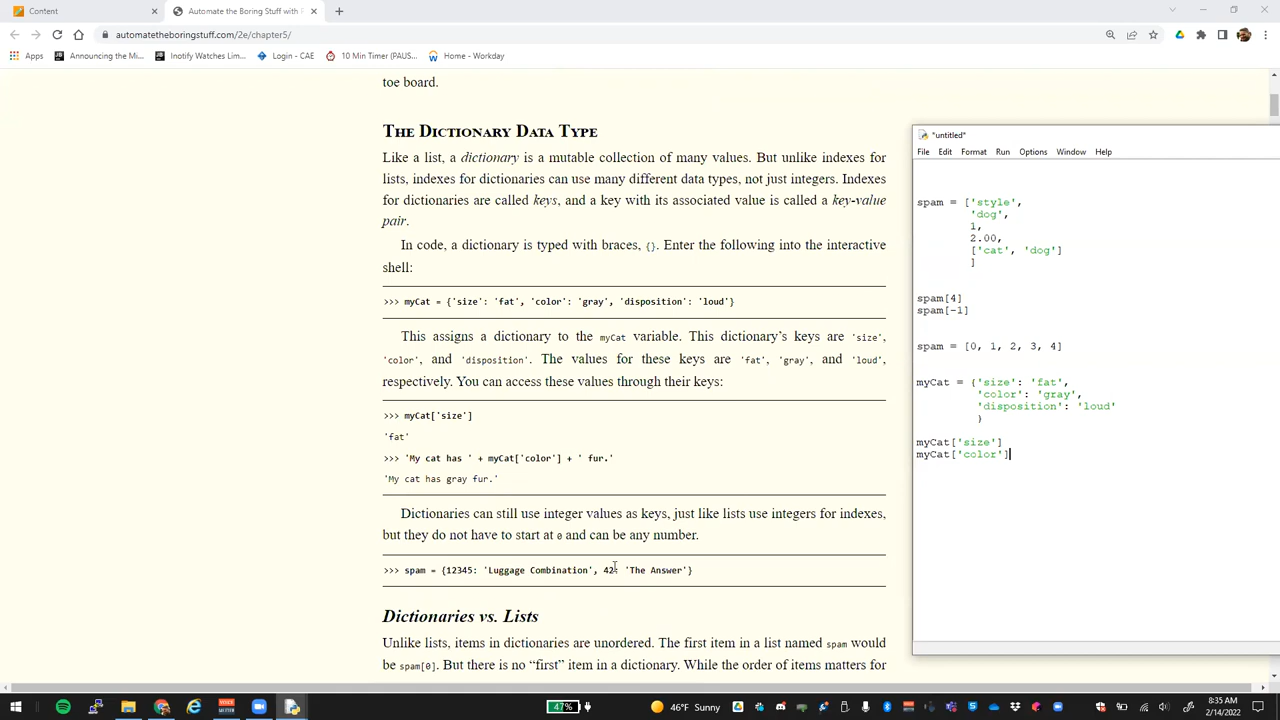 Content
Automate the Boring Stuff with P
automatetheboringstuff.com/2e/chapter5/
Apps
Announcing the Mi...
Inotify Watches Lim...
Login - CAE
10 Min Timer (PAUS...
Home - Workday
toe board.
THE DICTIONARY DATA TYPE
Like a list, a dictionary is a mutable collection of many values. But unlike indexes for
lists, indexes for dictionaries can use many different data types, not just integers. Indexes
for dictionaries are called keys, and a key with its associated value is called a key-value
pair.
In code, a dictionary is typed with braces, {}. Enter the following into the interactive
shell:
>>> myCat = {'size': 'fat', 'color': 'gray', 'disposition': 'loud'}
This assigns a dictionary to the myCat variable. This dictionary's keys are 'size',
'color', and 'disposition'. The values for these keys are 'fat', 'gray', and 'loud',
respectively. You can access these values through their keys:
>>> myCat['size']
'fat'
>>> 'My cat has ' + myCat['color'] + ' fur.'
'My cat has gray fur.'
Dictionaries can still use integer values as keys, just like lists use integers for indexes,
but they do not have to start at 0 and can be any number.
>>> spam = {12345: 'Luggage Combination', 42: 'The Answer'}
Dictionaries vs. Lists
Unlike lists, items in dictionaries are unordered. The first item in a list named spam would
be spam[0]. But there is no “first” item in a dictionary. While the order of items matters for
*untitled*
File Edit Format Run Options Window Help
spam = ['style',
'dog',
1,
2.00,
['cat', 'dog']
]
spam[4]
spam[-1]
spam = [0, 1, 2, 3, 4]
myCat = {'size': 'fat',
'color': 'gray',
'disposition': 'loud'
}
myCat['size']
myCat['color']
47%
46°F Sunny
8:35 AM
2/14/2022